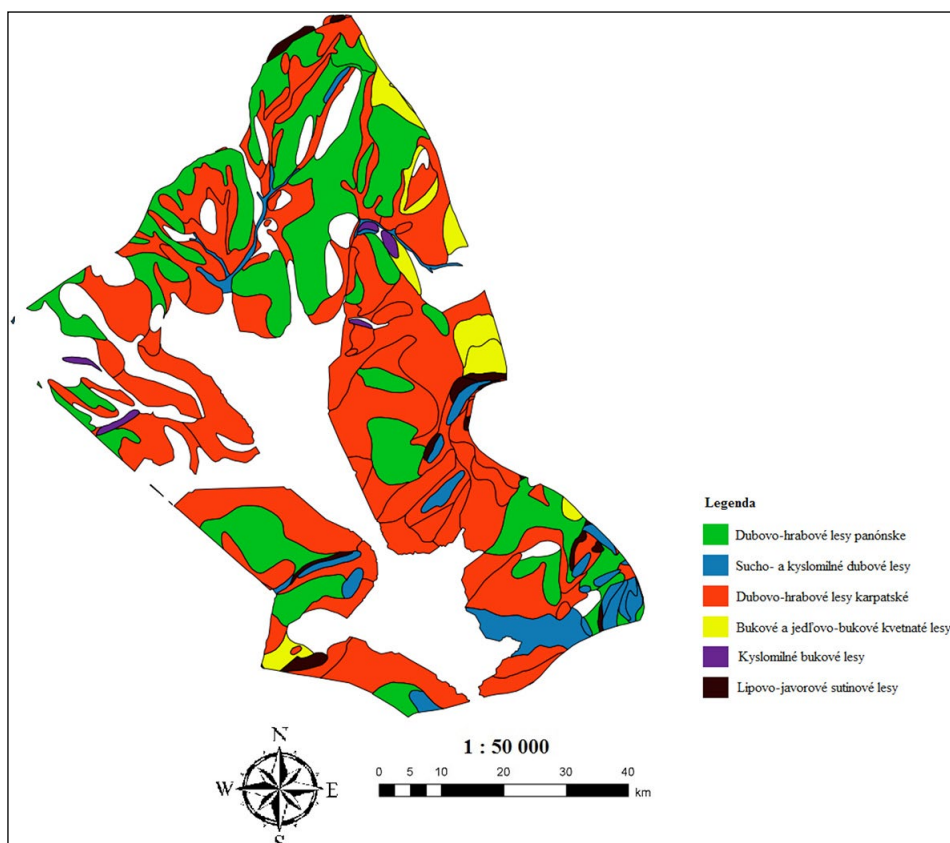 Legenda
Dubovo-hrabové lesy panónske
Sucho- a kyslomilné dubové lesy
Dubovo-hrabové lesy karpatské
Bukové a jedľovo-bukové kvetnaté lesy
Kyslomilné bukové lesy
Lipovo-javorové sutinové lesy
N
W E
S
1 : 50 000
0 5 10 20 30 40
km